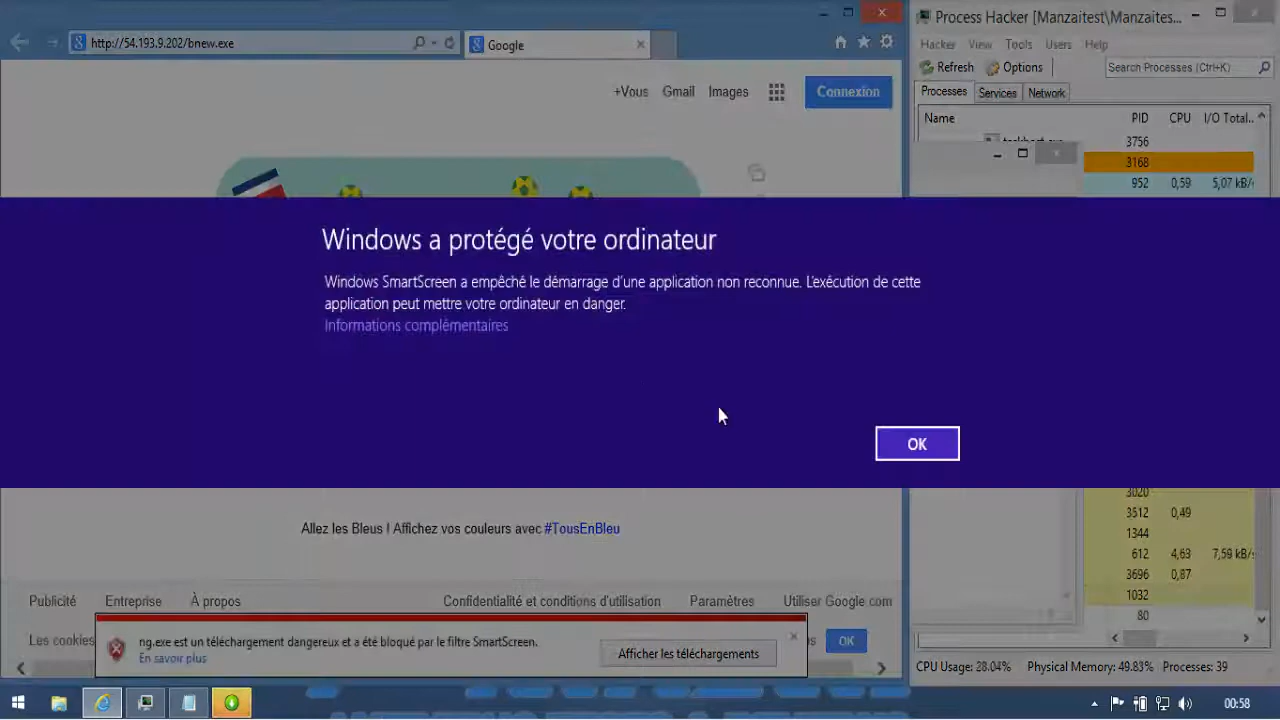 http://54.193.9.202/bnew.exe
Google
+Vous Gmail Images
Connexion
Process Hacker [Manzaitest\Manzaites...
Hacker View Tools Users Help
Refresh Options
Search Processes (Ctrl+K)
Processes Services Network
Name PID CPU I/O Total...
3756
3168
952 0,59 5,07 kB/s
Windows a protégé votre ordinateur
Windows SmartScreen a empêché le démarrage d'une application non reconnue. L'exécution de cette
application peut mettre votre ordinateur en danger.
Informations complémentaires
OK
3020
3512 0,49
1344
612 4,63 7,59 kB/s
3696 0,87
1032
80
Allez les Bleus ! Affichez vos couleurs avec #TousEnBleu
Publicité Entreprise À propos Confidentialité et conditions d'utilisation Paramètres Utiliser Google com
Les cookies
ng.exe est un téléchargement dangereux et a été bloqué par le filtre SmartScreen.
En savoir plus
Afficher les téléchargements
OK
CPU Usage: 28.04% Physical Memory: 49.83% Processes: 39
00:58